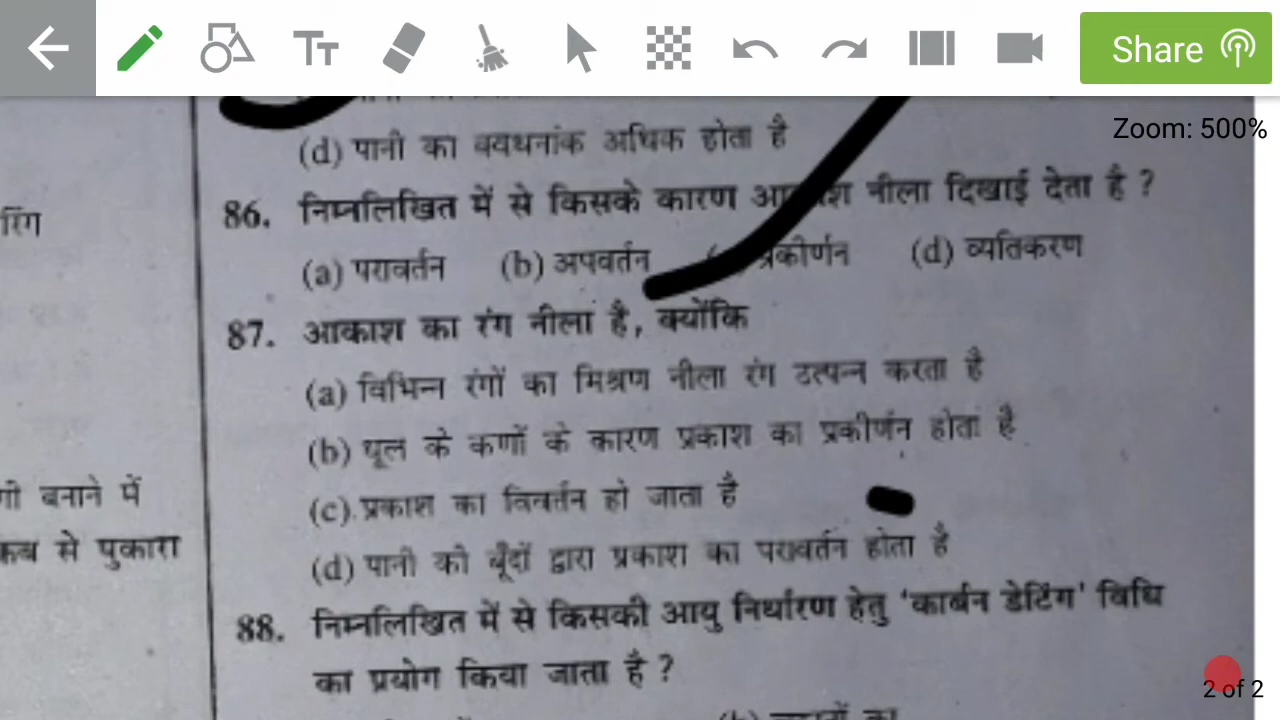 Share
Zoom: 500%
(d) पानी का क्वथनांक अधिक होता है
86. निम्नलिखित में से किसके कारण आकाश नीला दिखाई देता है ?
(a) परावर्तन (b) अपवर्तन प्रकीर्णन (d) व्यतिकरण
87. आकाश का रंग नीला है, क्योंकि
(a) विभिन्न रंगों का मिश्रण नीला रंग उत्पन्न करता है
(b) धूल के कणों के कारण प्रकाश का प्रकीर्णन होता है
(c) प्रकाश का विवर्तन हो जाता है
(d) पानी की बूँदों द्वारा प्रकाश का परावर्तन होता है
88. निम्नलिखित में से किसकी आयु निर्धारण हेतु 'कार्बन डेटिंग' विधि
का प्रयोग किया जाता है ?
रिंग
बनाने में
से पुकारा
2 of 2